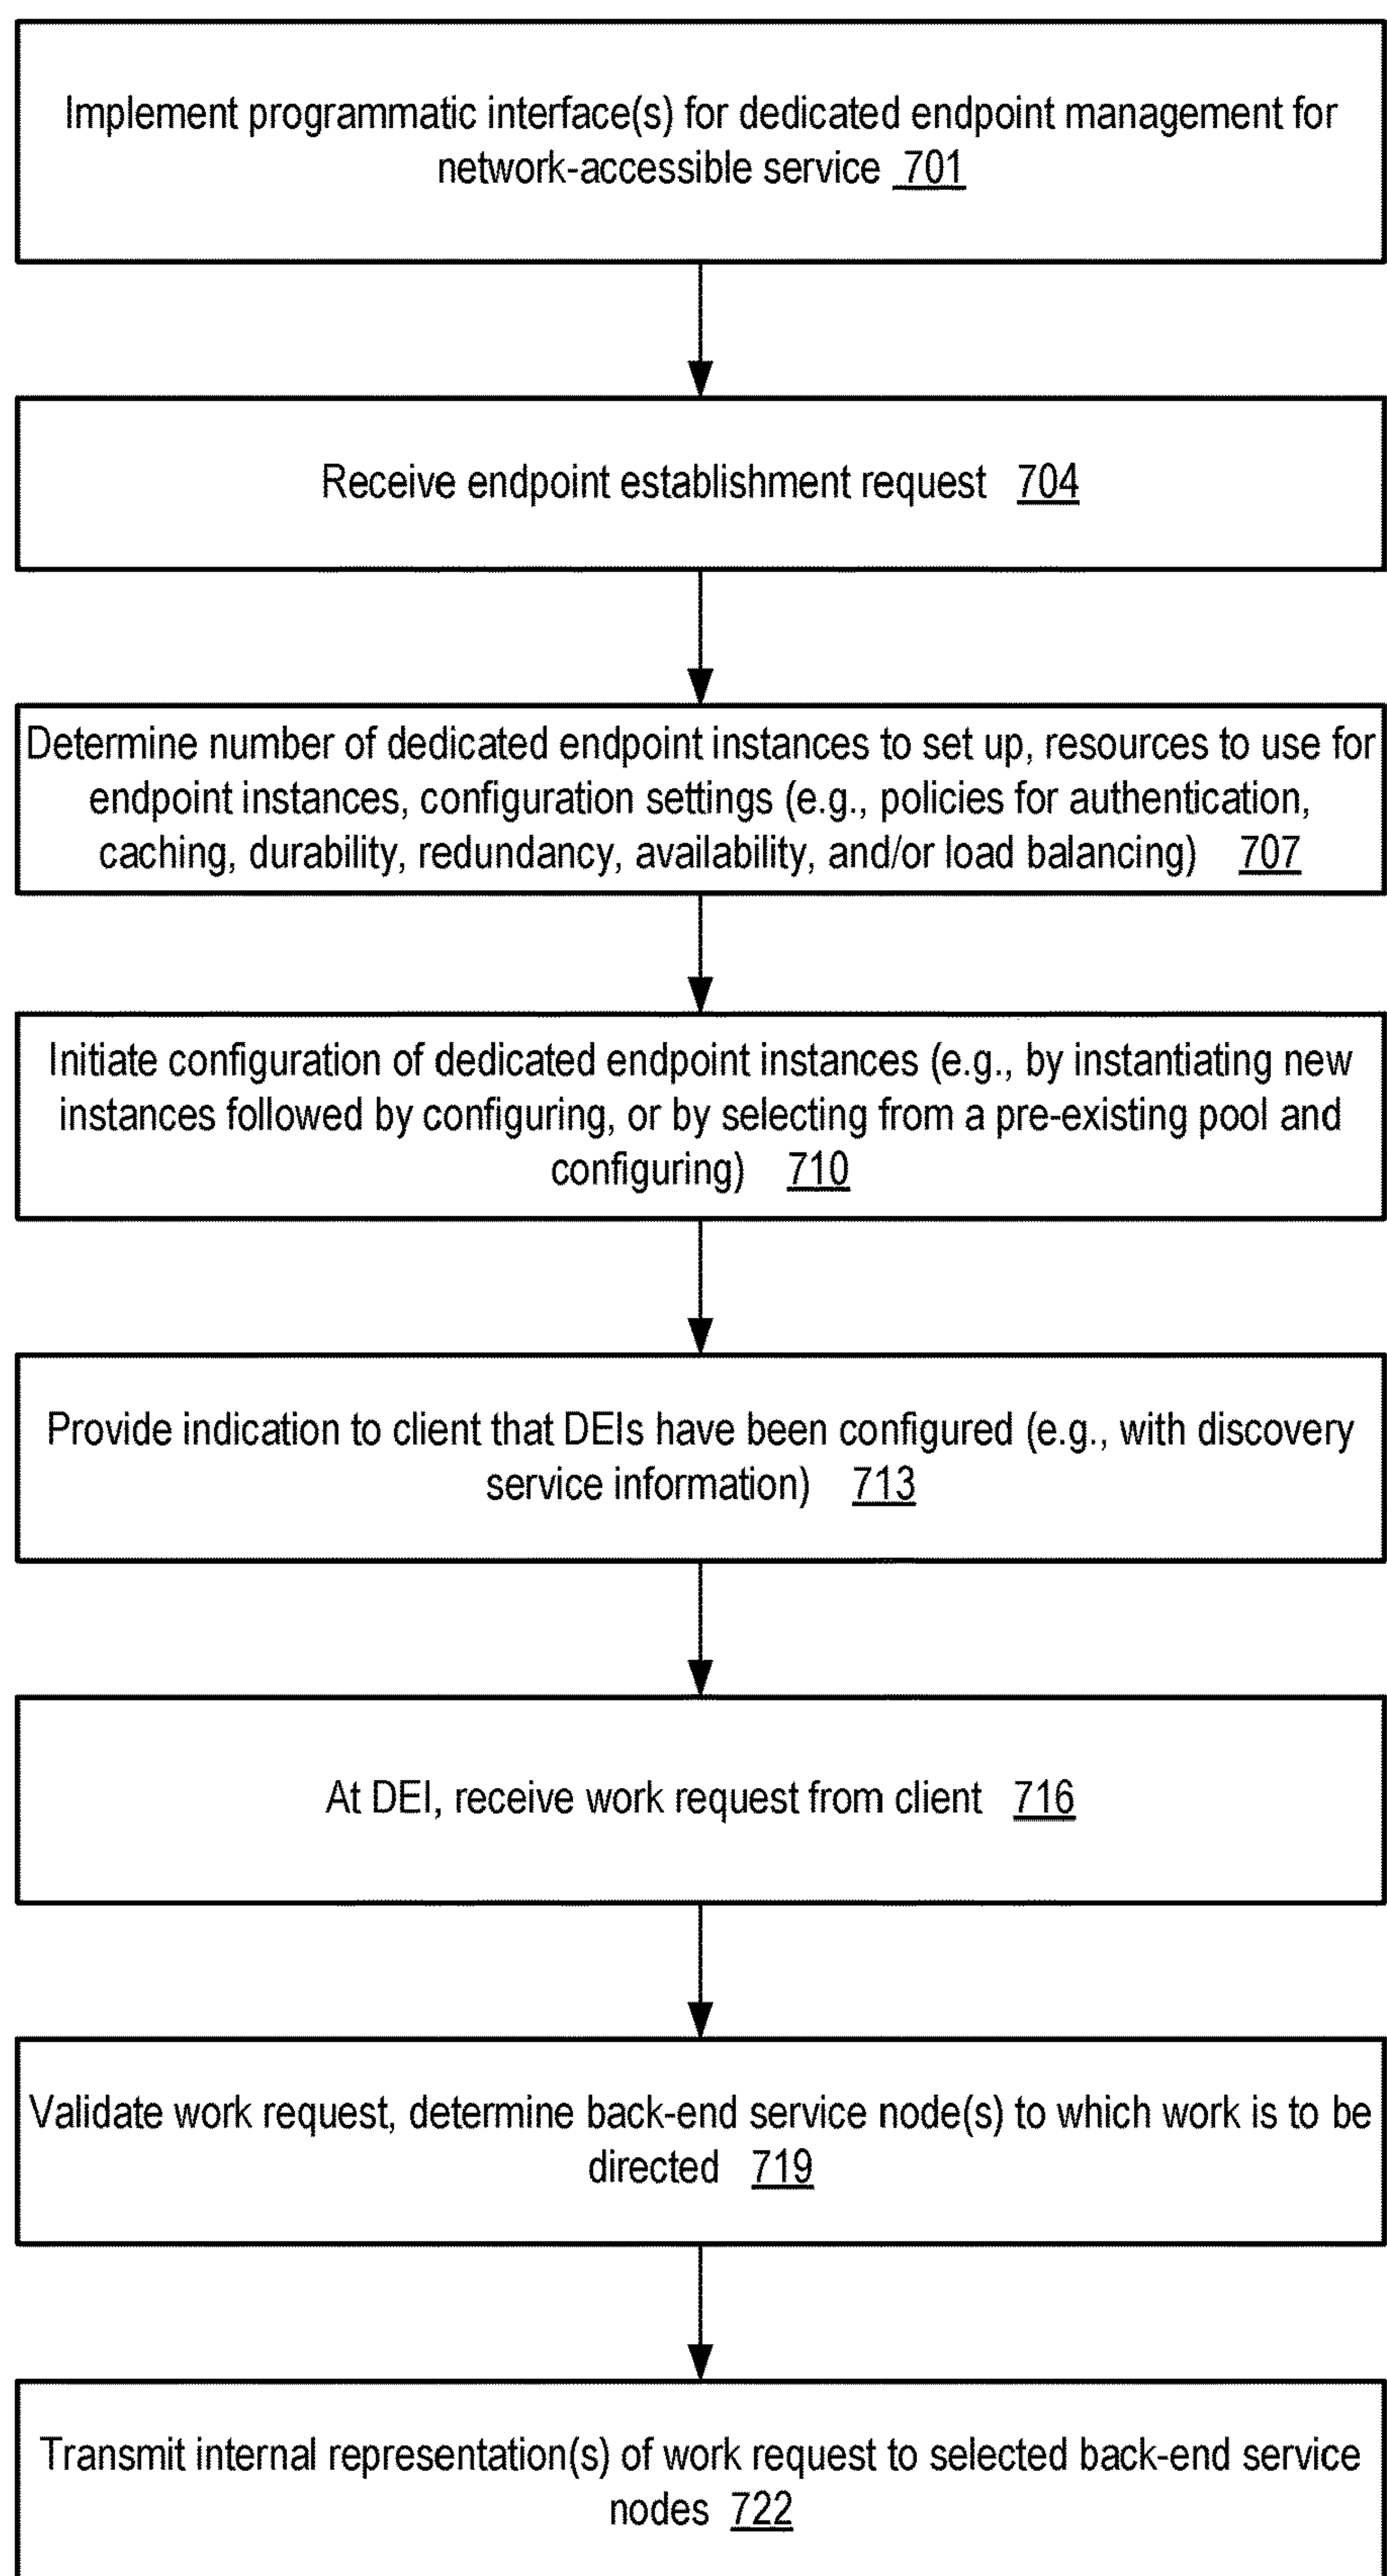 Implement programmatic interface(s) for dedicated endpoint management for
network-accessible service 701
Receive endpoint establishment request 704
Determine number of dedicated endpoint instances to set up, resources to use for
endpoint instances, configuration settings (e.g., policies for authentication,
caching, durability, redundancy, availability, and/or load balancing) 707
Initiate configuration of dedicated endpoint instances (e.g., by instantiating new
instances followed by configuring, or by selecting from a pre-existing pool and
configuring) 710
Provide indication to client that DEIs have been configured (e.g., with discovery
service information) 713
At DEI, receive work request from client 716
Validate work request, determine back-end service node(s) to which work is to be
directed 719
Transmit internal representation(s) of work request to selected back-end service
nodes 722